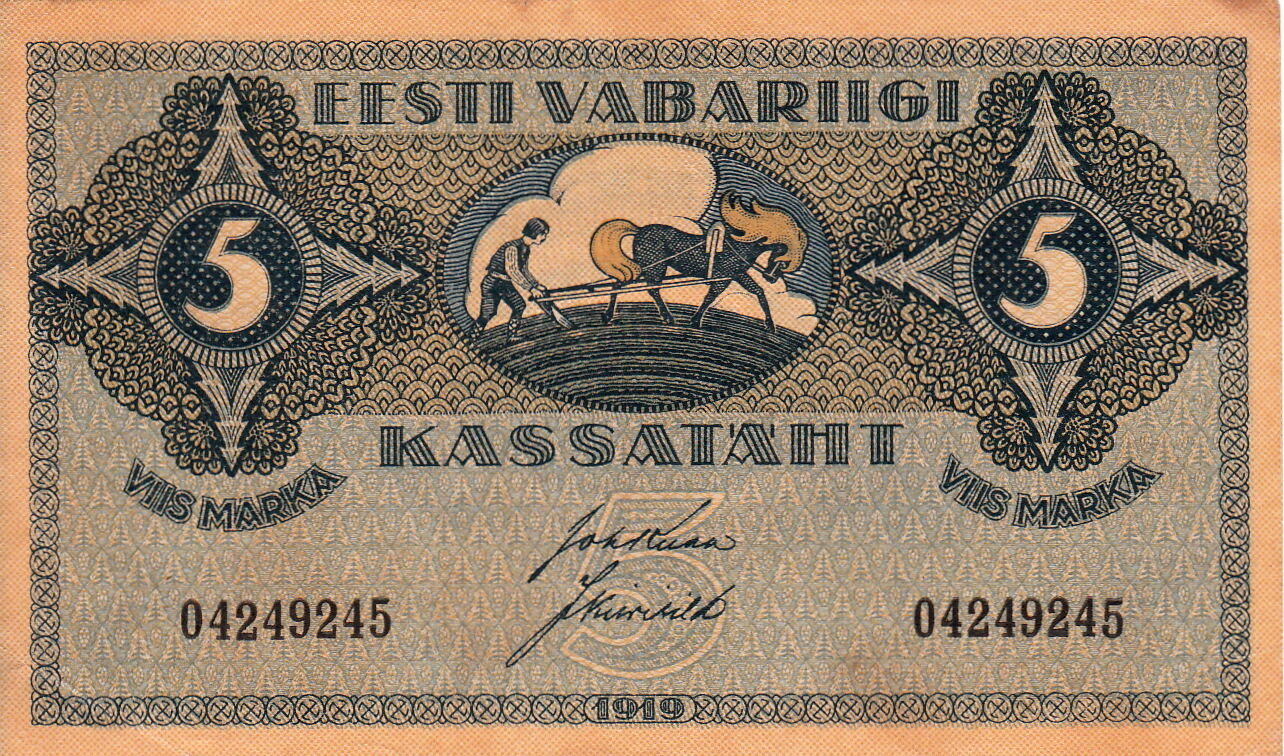 EESTI VABARIIGI
5
5
KASSATÄHT
VIIS MARKA
VIIS MARKA
5
04249245
04249245
1919